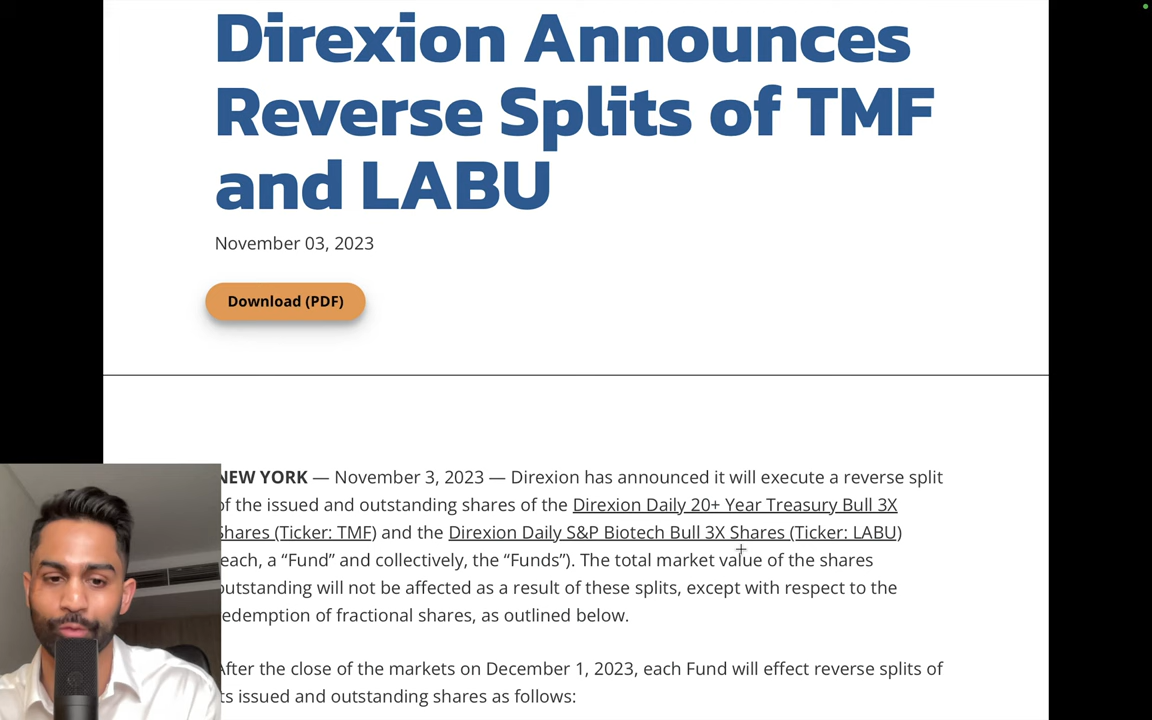 Direxion Announces
Reverse Splits of TMF
and LABU
November 03, 2023
Download (PDF)
NEW YORK — November 3, 2023 — Direxion has announced it will execute a reverse split
of the issued and outstanding shares of the Direxion Daily 20+ Year Treasury Bull 3X
Shares (Ticker: TMF) and the Direxion Daily S&P Biotech Bull 3X Shares (Ticker: LABU)
each, a “Fund” and collectively, the “Funds”). The total market value of the shares
outstanding will not be affected as a result of these splits, except with respect to the
redemption of fractional shares, as outlined below.
After the close of the markets on December 1, 2023, each Fund will effect reverse splits of
its issued and outstanding shares as follows: